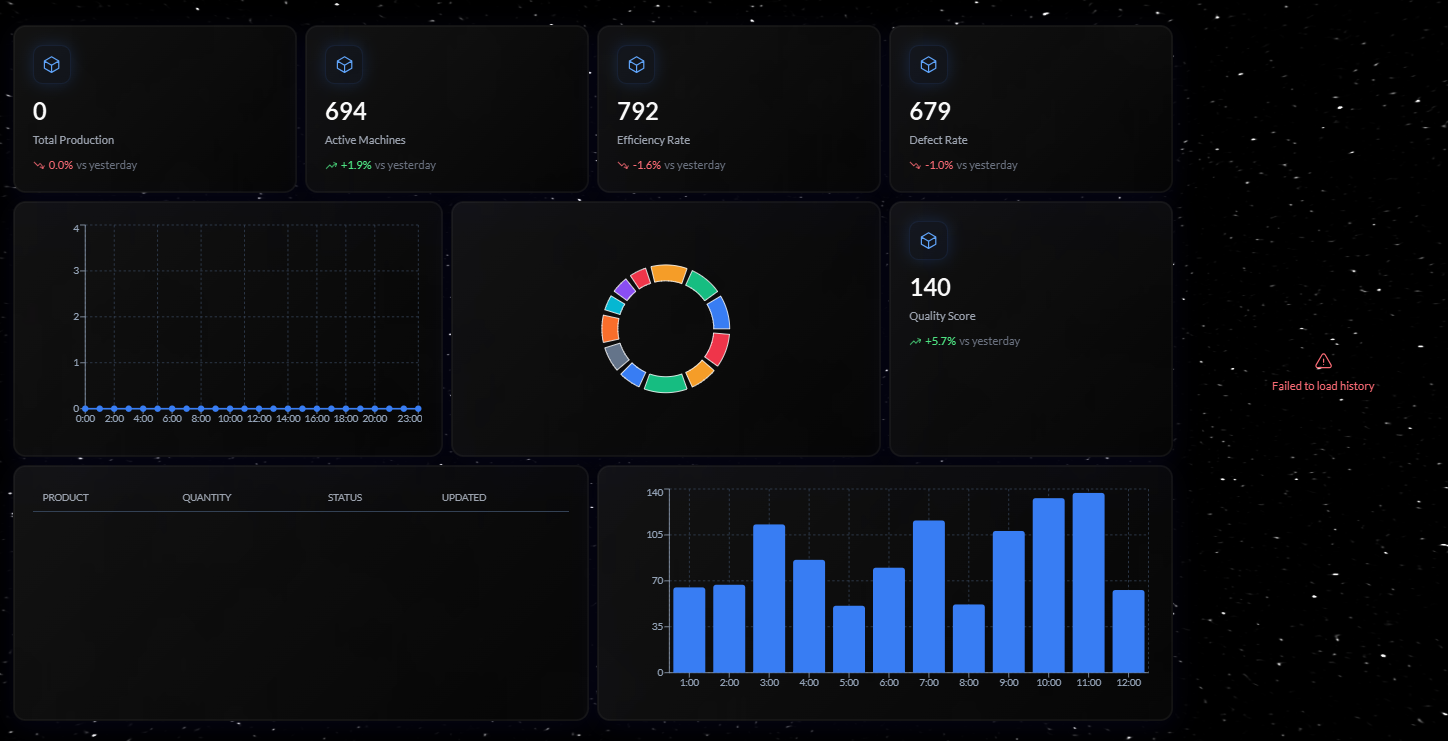 0
Total Production
0.0% vs yesterday
694
Active Machines
+1.9% vs yesterday
792
Efficiency Rate
-1.6% vs yesterday
679
Defect Rate
-1.0% vs yesterday
4
3
2
1
0
0:00 2:00 4:00 6:00 8:00 10:00 12:00 14:00 16:00 18:00 20:00 23:00
140
Quality Score
+5.7% vs yesterday
Failed to load history
PRODUCT QUANTITY STATUS UPDATED
140
105
70
35
0
1:00 2:00 3:00 4:00 5:00 6:00 7:00 8:00 9:00 10:00 11:00 12:00